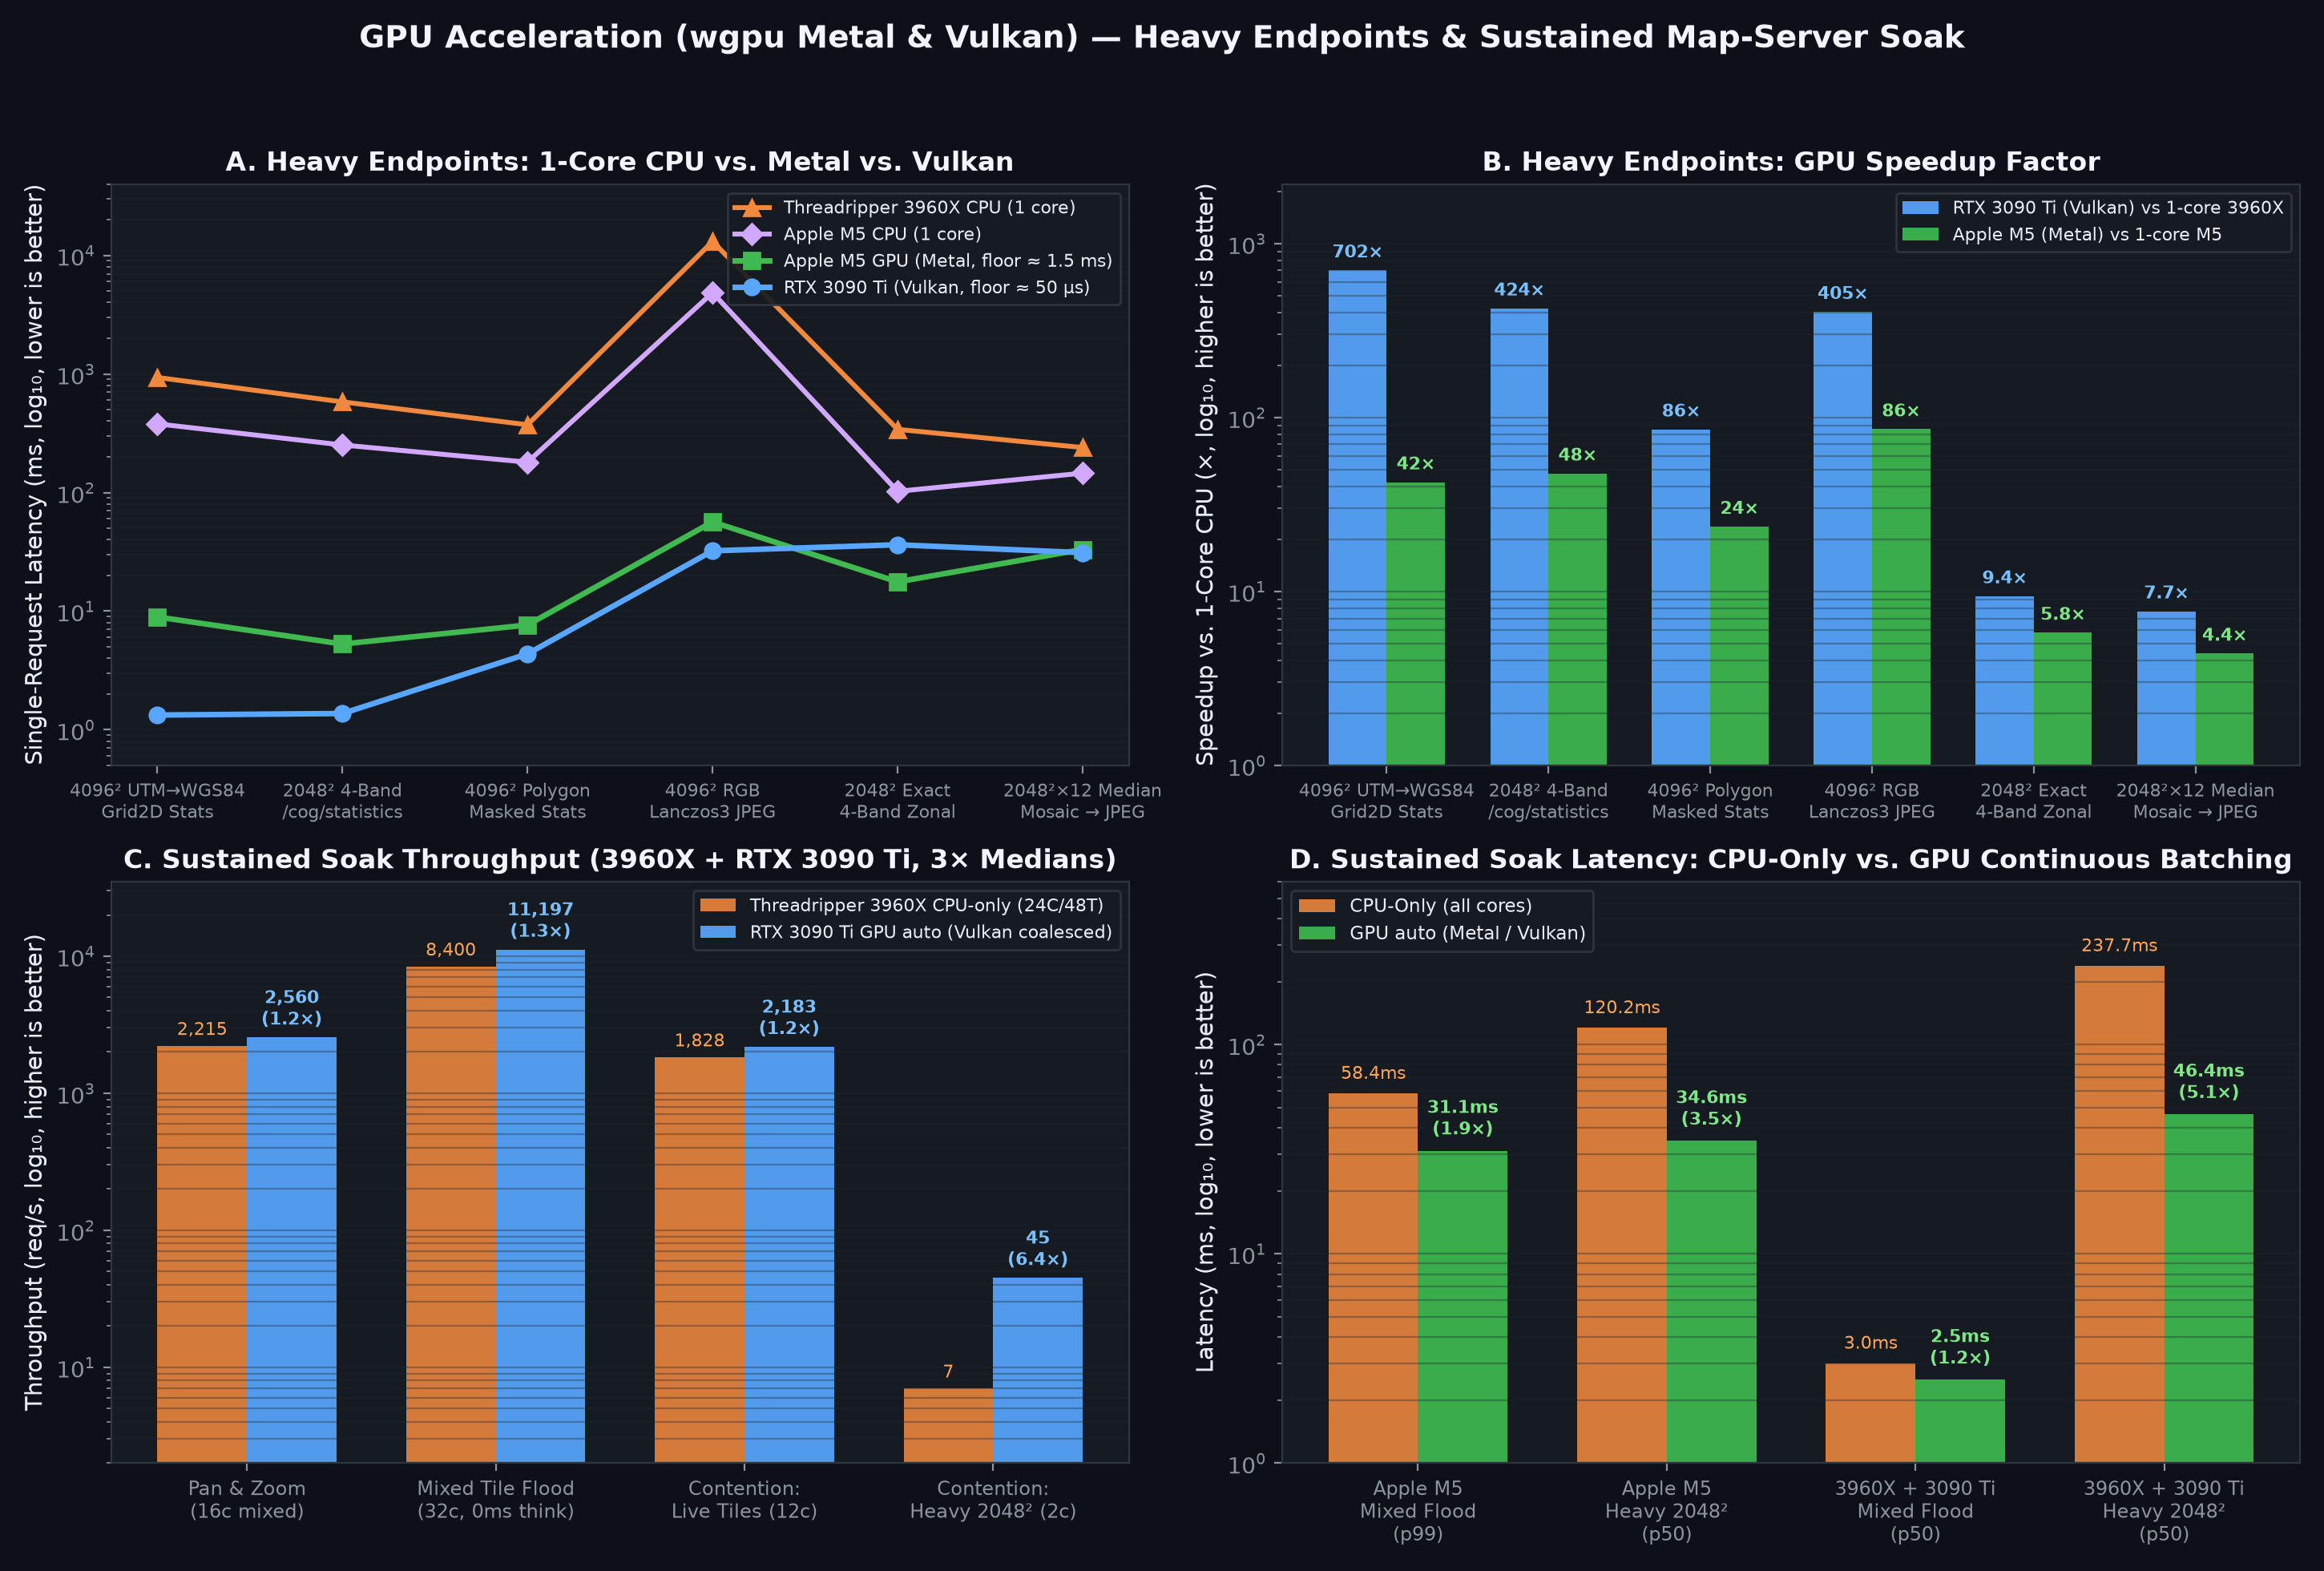 GPU Acceleration (wgpu Metal & Vulkan) — Heavy Endpoints & Sustained Map-Server Soak
A. Heavy Endpoints: 1-Core CPU vs. Metal vs. Vulkan
Single-Request Latency (ms, log₁₀, lower is better)
10⁴
10³
10²
10¹
10⁰
Threadripper 3960X CPU (1 core)
Apple M5 CPU (1 core)
Apple M5 GPU (Metal, floor ≈ 1.5 ms)
RTX 3090 Ti (Vulkan, floor ≈ 50 µs)
4096² UTM→WGS84
Grid2D Stats
2048² 4-Band
/cog/statistics
4096² Polygon
Masked Stats
4096² RGB
Lanczos3 JPEG
2048² Exact
4-Band Zonal
2048²×12 Median
Mosaic → JPEG
B. Heavy Endpoints: GPU Speedup Factor
Speedup vs. 1-Core CPU (×, log₁₀, higher is better)
10³
10²
10¹
10⁰
RTX 3090 Ti (Vulkan) vs 1-core 3960X
Apple M5 (Metal) vs 1-core M5
702×
42×
424×
48×
86×
24×
405×
86×
9.4×
5.8×
7.7×
4.4×
4096² UTM→WGS84
Grid2D Stats
2048² 4-Band
/cog/statistics
4096² Polygon
Masked Stats
4096² RGB
Lanczos3 JPEG
2048² Exact
4-Band Zonal
2048²×12 Median
Mosaic → JPEG
C. Sustained Soak Throughput (3960X + RTX 3090 Ti, 3× Medians)
Throughput (req/s, log₁₀, higher is better)
10⁴
10³
10²
10¹
Threadripper 3960X CPU-only (24C/48T)
RTX 3090 Ti GPU auto (Vulkan coalesced)
2,215
2,560
(1.2×)
8,400
11,197
(1.3×)
1,828
2,183
(1.2×)
7
45
(6.4×)
Pan & Zoom
(16c mixed)
Mixed Tile Flood
(32c, 0ms think)
Contention:
Live Tiles (12c)
Contention:
Heavy 2048² (2c)
D. Sustained Soak Latency: CPU-Only vs. GPU Continuous Batching
Latency (ms, log₁₀, lower is better)
10²
10¹
10⁰
CPU-Only (all cores)
GPU auto (Metal / Vulkan)
58.4ms
31.1ms
(1.9×)
120.2ms
34.6ms
(3.5×)
3.0ms
2.5ms
(1.2×)
237.7ms
46.4ms
(5.1×)
Apple M5
Mixed Flood
(p99)
Apple M5
Heavy 2048²
(p50)
3960X + 3090 Ti
Mixed Flood
(p50)
3960X + 3090 Ti
Heavy 2048²
(p50)